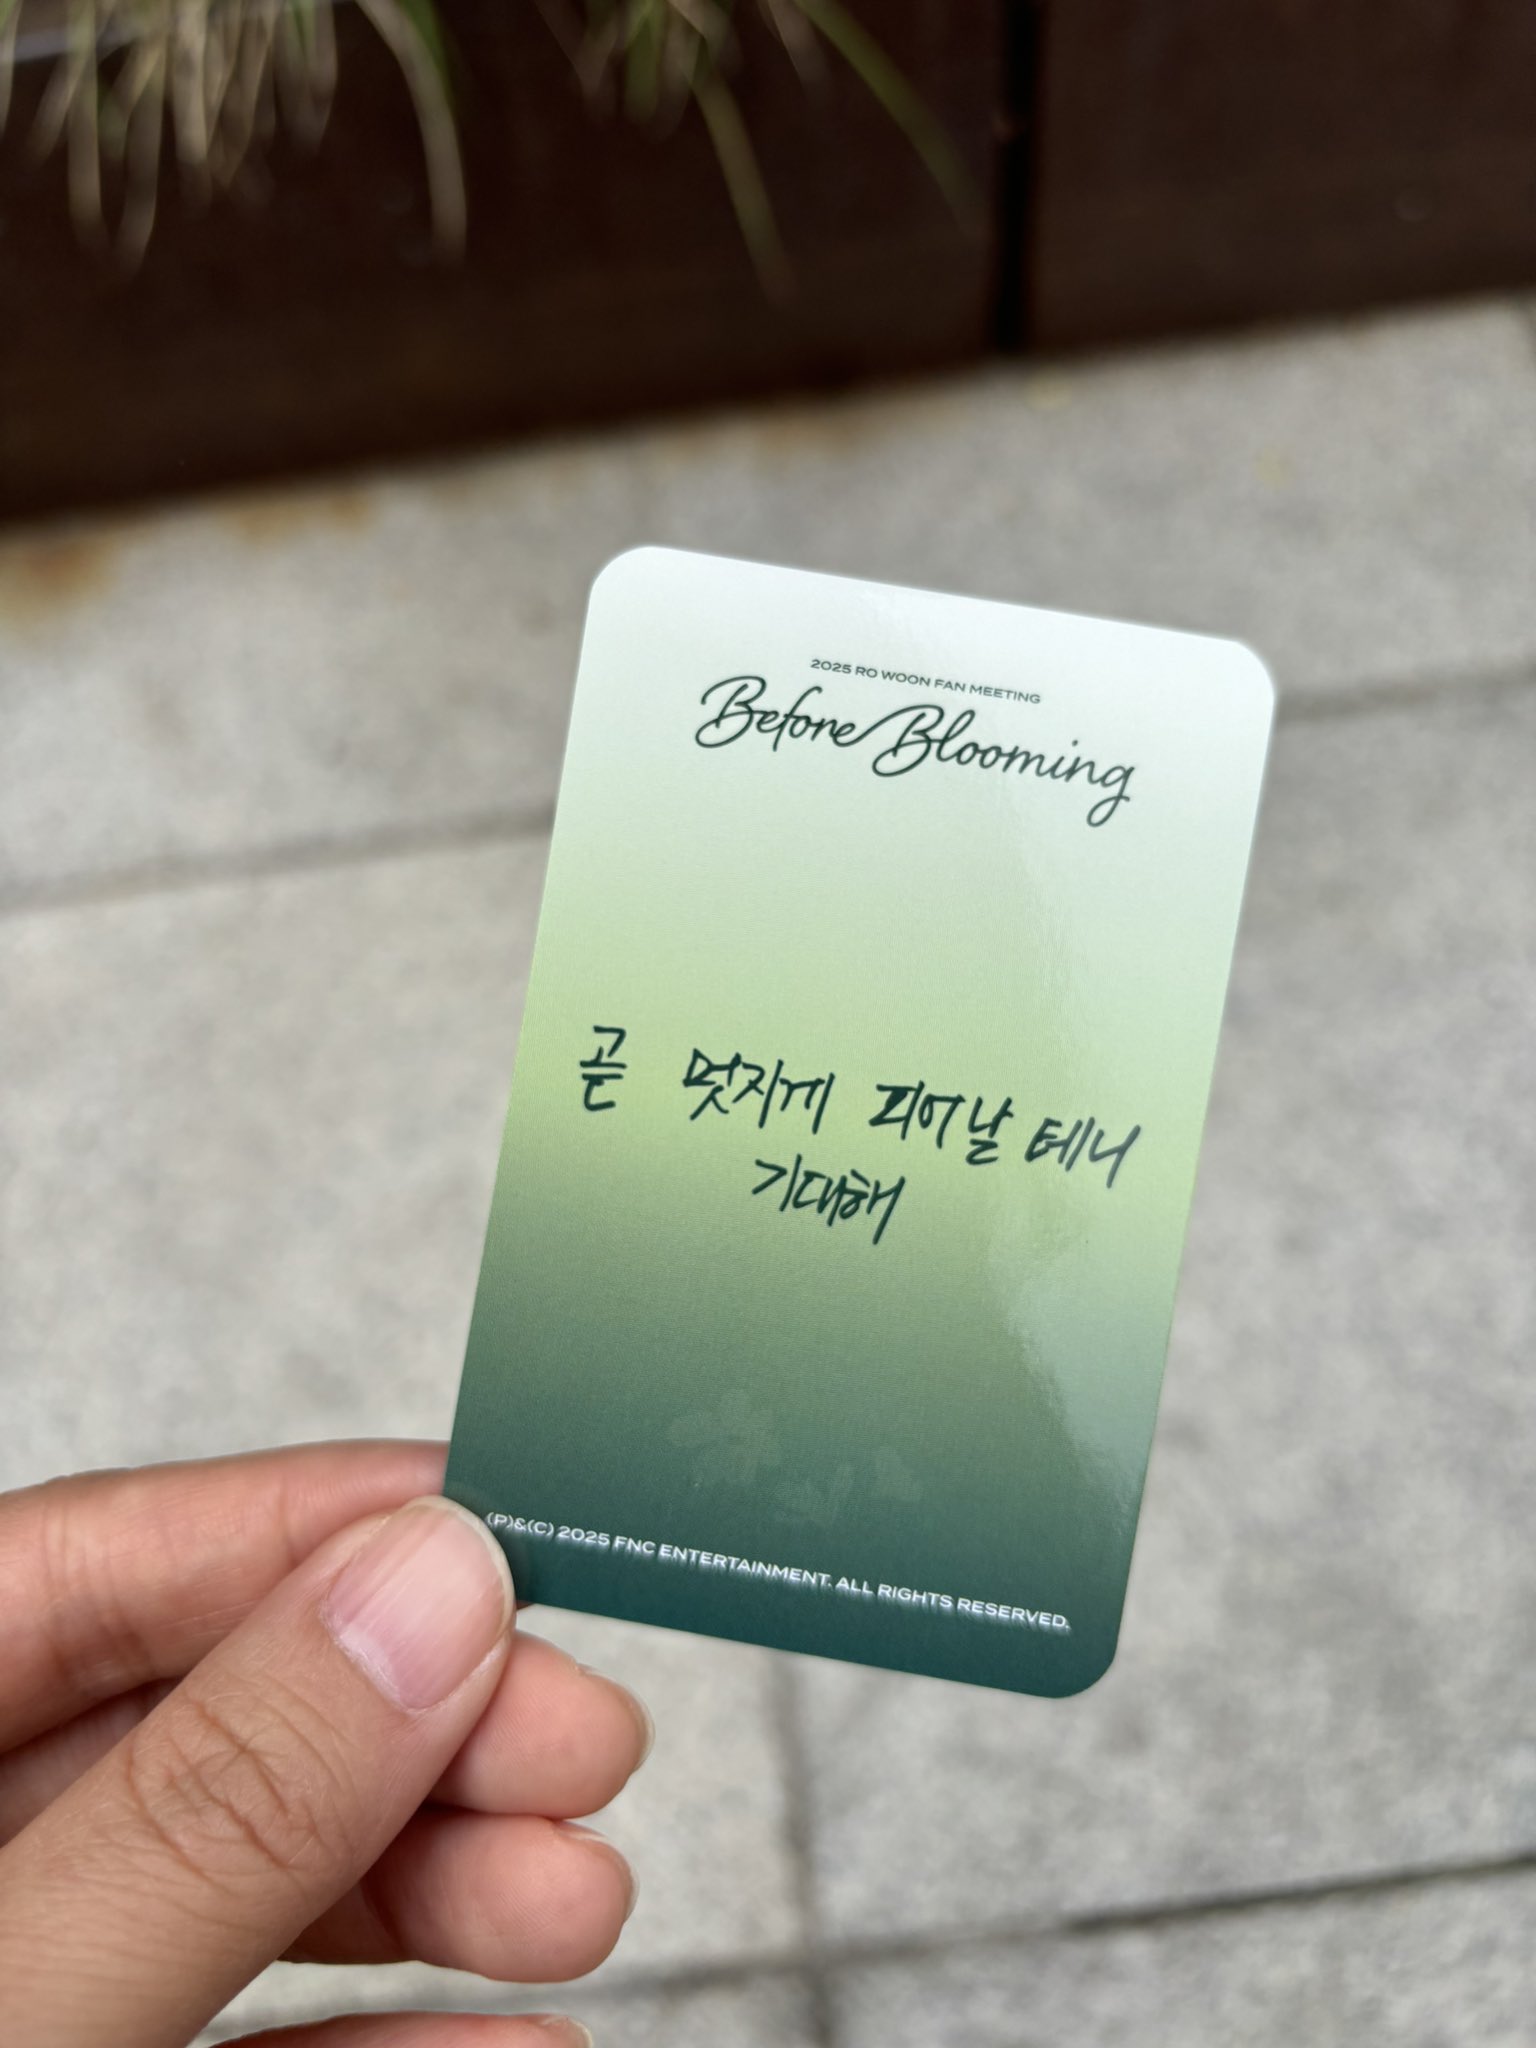 2025 RO WOON FAN MEETING
Before Blooming
곧 멋지게 피어날 테니
기대해
(P)&(C) 2025 FNC ENTERTAINMENT. ALL RIGHTS RESERVED.